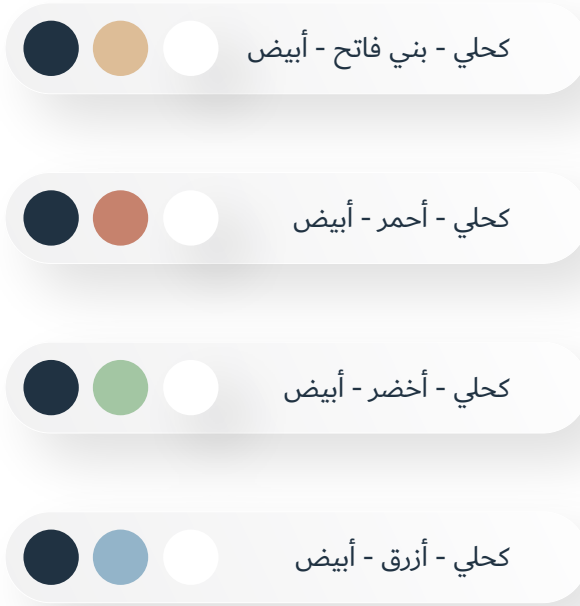 كحلي - بني فاتح - أبيض
كحلي - أحمر - أبيض
كحلي - أخضر - أبيض
كحلي - أزرق - أبيض